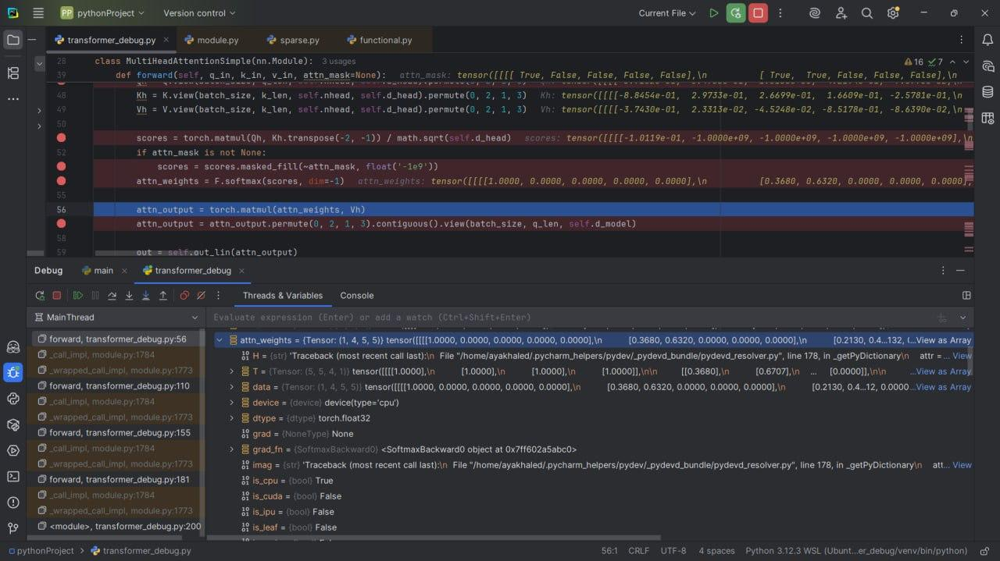 PP pythonProject Version control Current File
transformer_debug.py module.py sparse.py functional.py
28 class MultiHeadAttentionSimple(nn.Module): 3 usages 16 7
39 def forward(self, q_in, k_in, v_in, attn_mask=None): attn_mask: tensor([[[[ True, False, False, False, False],\n [ True, True, False, False, False],\n
48 Kh = K.view(batch_size, k_len, self.nhead, self.d_head).permute(0, 2, 1, 3) Kh: tensor([[[[-8.8454e-01, 2.9733e-01, 2.6699e-01, 1.6609e-01, -2.5781e-01,\n
49 Vh = V.view(batch_size, k_len, self.nhead, self.d_head).permute(0, 2, 1, 3) Vh: tensor([[[[-3.7430e-01, 2.3313e-02, -4.5248e-02, -8.5178e-01, -8.6390e-02,\n
50
scores = torch.matmul(Qh, Kh.transpose(-2, -1)) / math.sqrt(self.d_head) scores: tensor([[[[-1.0119e-01, -1.0000e+09, -1.0000e+09, -1.0000e+09, -1.0000e+09],\n
52 if attn_mask is not None:
scores = scores.masked_fill(~attn_mask, float('-1e9'))
attn_weights = F.softmax(scores, dim=-1) attn_weights: tensor([[[[1.0000, 0.0000, 0.0000, 0.0000, 0.0000],\n [0.3680, 0.6320, 0.0000, 0.0000, 0.0000],
55
56 attn_output = torch.matmul(attn_weights, Vh)
attn_output = attn_output.permute(0, 2, 1, 3).contiguous().view(batch_size, q_len, self.d_model)
58
59 out = self.out_lin(attn_output)
Debug main transformer_debug
Threads & Variables Console
MainThread Evaluate expression (Enter) or add a watch (Ctrl+Shift+Enter)
forward, transformer_debug.py:56
_call_impl, module.py:1784
_wrapped_call_impl, module.py:1773
forward, transformer_debug.py:110
_call_impl, module.py:1784
_wrapped_call_impl, module.py:1773
forward, transformer_debug.py:155
_call_impl, module.py:1784
_wrapped_call_impl, module.py:1773
forward, transformer_debug.py:181
_call_impl, module.py:1784
_wrapped_call_impl, module.py:1773
<module>, transformer_debug.py:200
attn_weights = {Tensor: (1, 4, 5, 5)} tensor([[[[1.0000, 0.0000, 0.0000, 0.0000, 0.0000],\n [0.3680, 0.6320, 0.0000, 0.0000, 0.0000],\n [0.2130, 0.4...132, (...View as Array
H = {str} 'Traceback (most recent call last):\n File "/home/ayakhaled/.pycharm_helpers/pydev/_pydevd_bundle/pydevd_resolver.py", line 178, in _getPyDictionary\n attr =... View
T = {Tensor: (5, 5, 4, 1)} tensor([[[[1.0000],\n [1.0000],\n [1.0000],\n [1.0000]],\n\n [[0.3680],\n [0.6707],\n ... [0.0000]],\n\n\n ...View as Array
data = {Tensor: (1, 4, 5, 5)} tensor([[[[1.0000, 0.0000, 0.0000, 0.0000, 0.0000],\n [0.3680, 0.6320, 0.0000, 0.0000, 0.0000],\n [0.2130, 0.4...12, 0.0000...View as Array
device = {device} device(type='cpu')
dtype = {dtype} torch.float32
grad = {NoneType} None
grad_fn = {SoftmaxBackward0} <SoftmaxBackward0 object at 0x7ff602a5abc0>
imag = {str} 'Traceback (most recent call last):\n File "/home/ayakhaled/.pycharm_helpers/pydev/_pydevd_bundle/pydevd_resolver.py", line 178, in _getPyDictionary\n att... View
is_cpu = {bool} True
is_cuda = {bool} False
is_ipu = {bool} False
is_leaf = {bool} False
pythonProject > transformer_debug.py 56:1 CRLF UTF-8 4 spaces Python 3.12.3 WSL (Ubunt...er_debug/venv/bin/python)